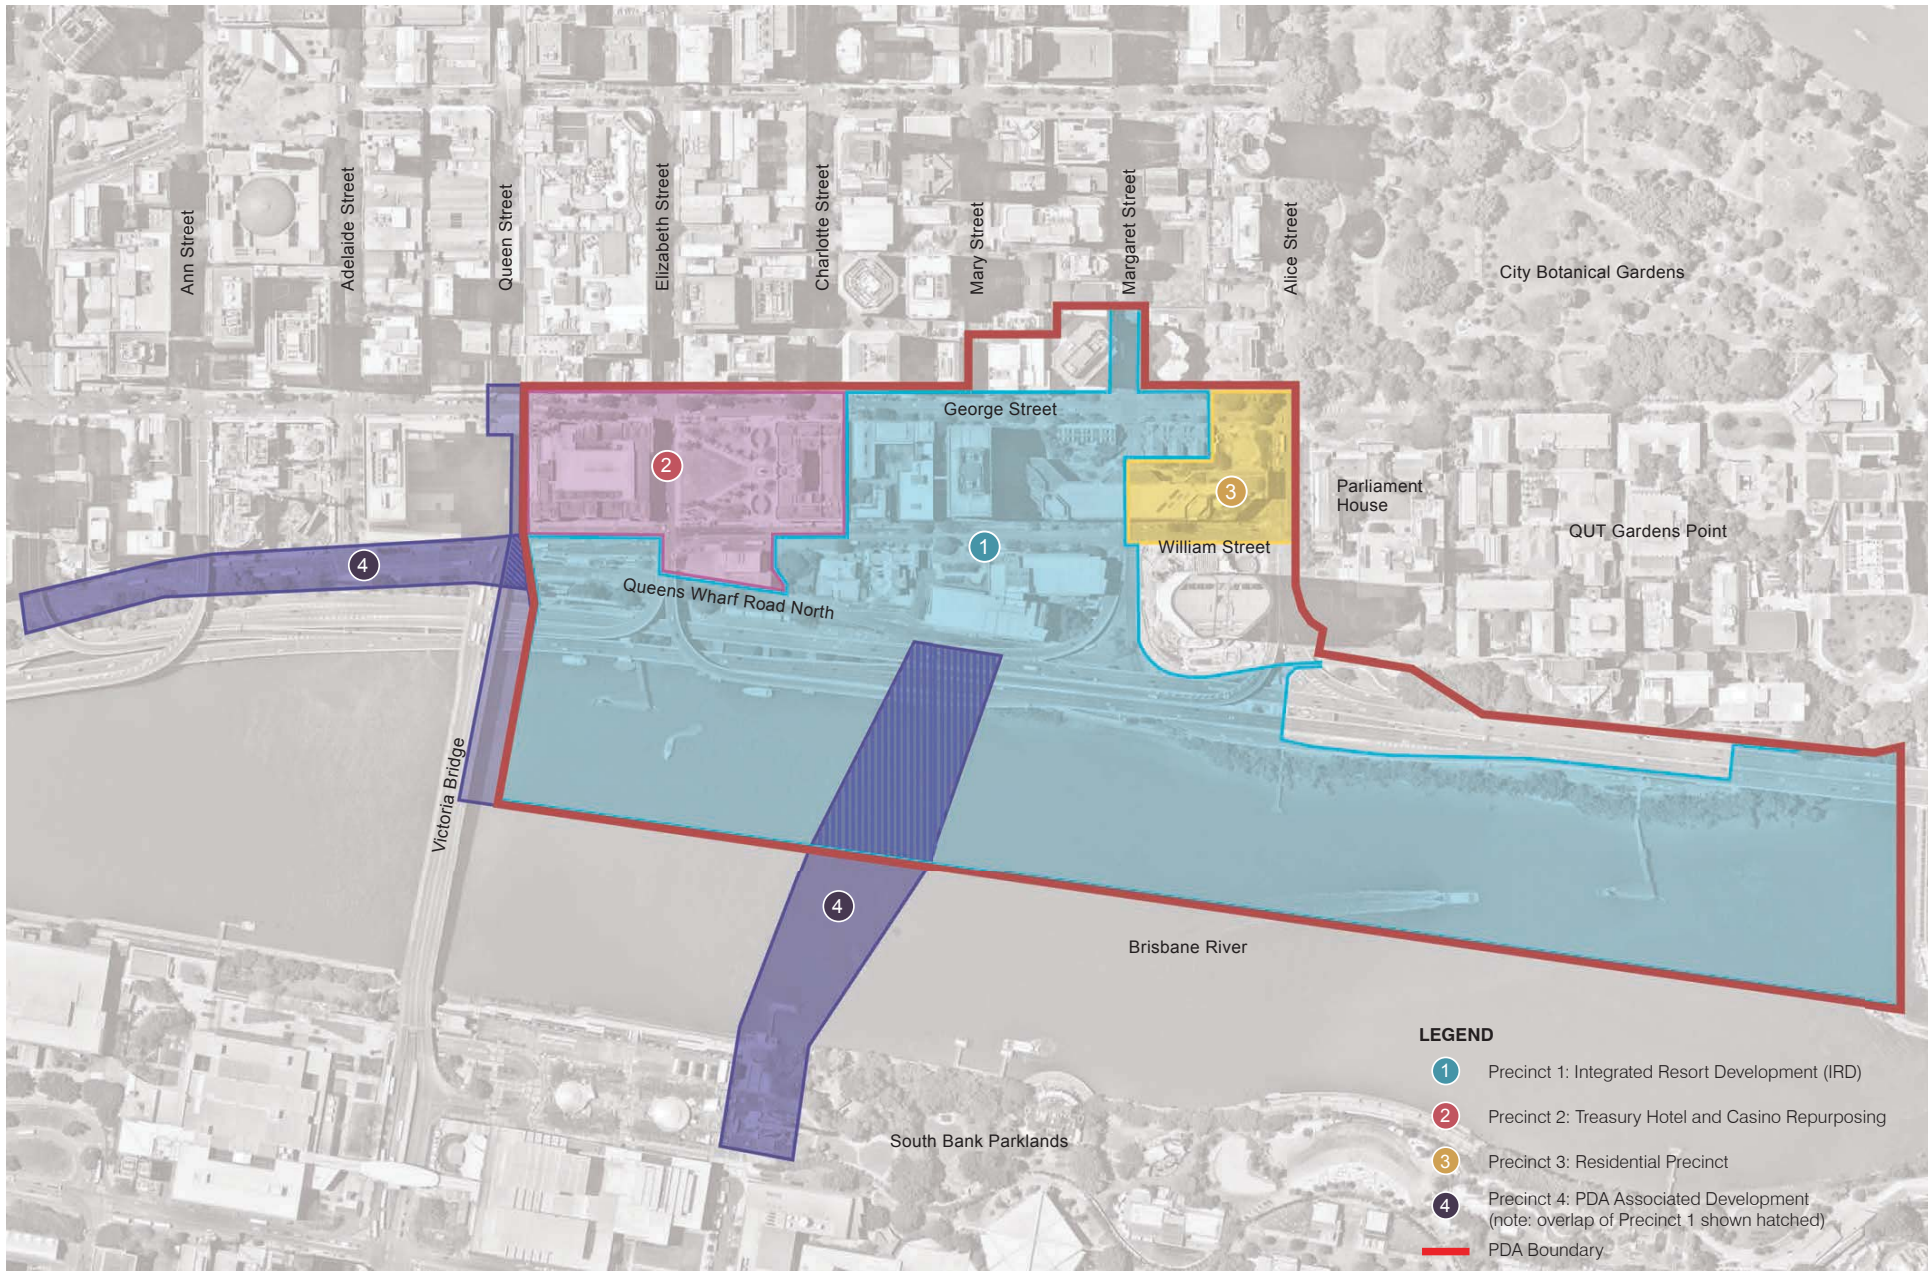 Ann Street
Adelaide Street
Queen Street
Elizabeth Street
Charlotte Street
Mary Street
Margaret Street
Alice Street
City Botanical Gardens
George Street
2
3
Parliament
House
QUT Gardens Point
1
William Street
4
Queens Wharf Road North
Victoria Bridge
4
Brisbane River
South Bank Parklands
LEGEND
1 Precinct 1: Integrated Resort Development (IRD)
2 Precinct 2: Treasury Hotel and Casino Repurposing
3 Precinct 3: Residential Precinct
4 Precinct 4: PDA Associated Development
(note: overlap of Precinct 1 shown hatched)
PDA Boundary